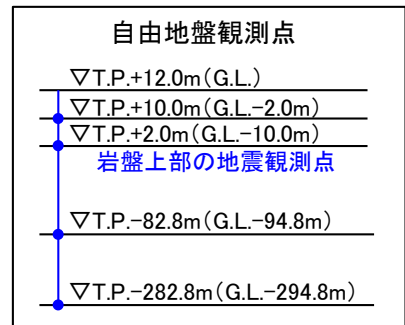 自由地盤観測点
▽T.P.+12.0m(G.L.)
▽T.P.+10.0m(G.L.-2.0m)
▽T.P.+2.0m(G.L.-10.0m)
岩盤上部の地震観測点
▽T.P.-82.8m(G.L.-94.8m)
▽T.P.-282.8m(G.L.-294.8m)